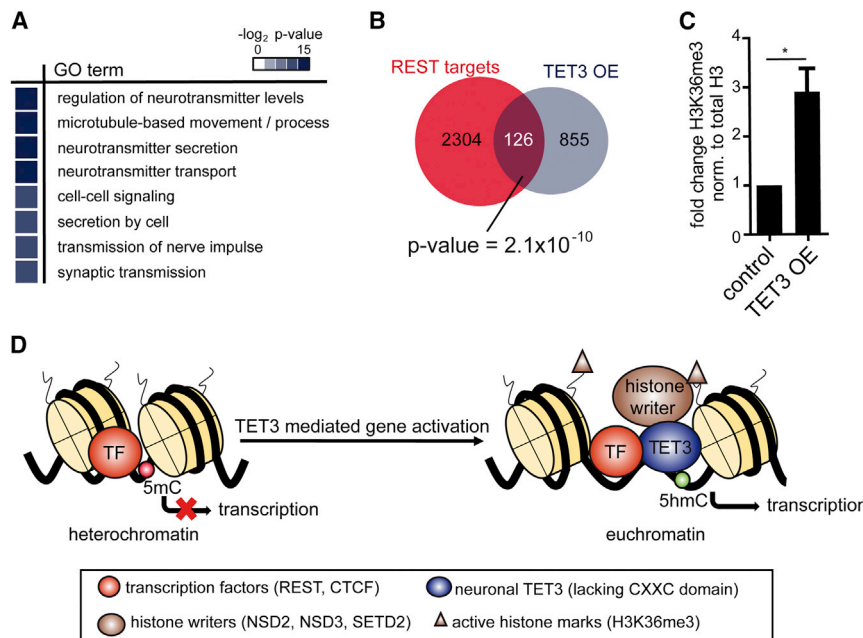 A
-log2 p-value
0 15
GO term
regulation of neurotransmitter levels
microtubule-based movement / process
neurotransmitter secretion
neurotransmitter transport
cell-cell signaling
secretion by cell
transmission of nerve impulse
synaptic transmission
B
REST targets TET3 OE
2304 126 855
p-value = 2.1x10^-10
C
fold change H3K36me3
norm. to total H3
4
3
2
1
0
*
control
TET3 OE
D
TF
5mC
transcription
heterochromatin
TET3 mediated gene activation
histone
writer
TF
TET3
5hmC
transcription
euchromatin
transcription factors (REST, CTCF)
neuronal TET3 (lacking CXXC domain)
histone writers (NSD2, NSD3, SETD2)
active histone marks (H3K36me3)